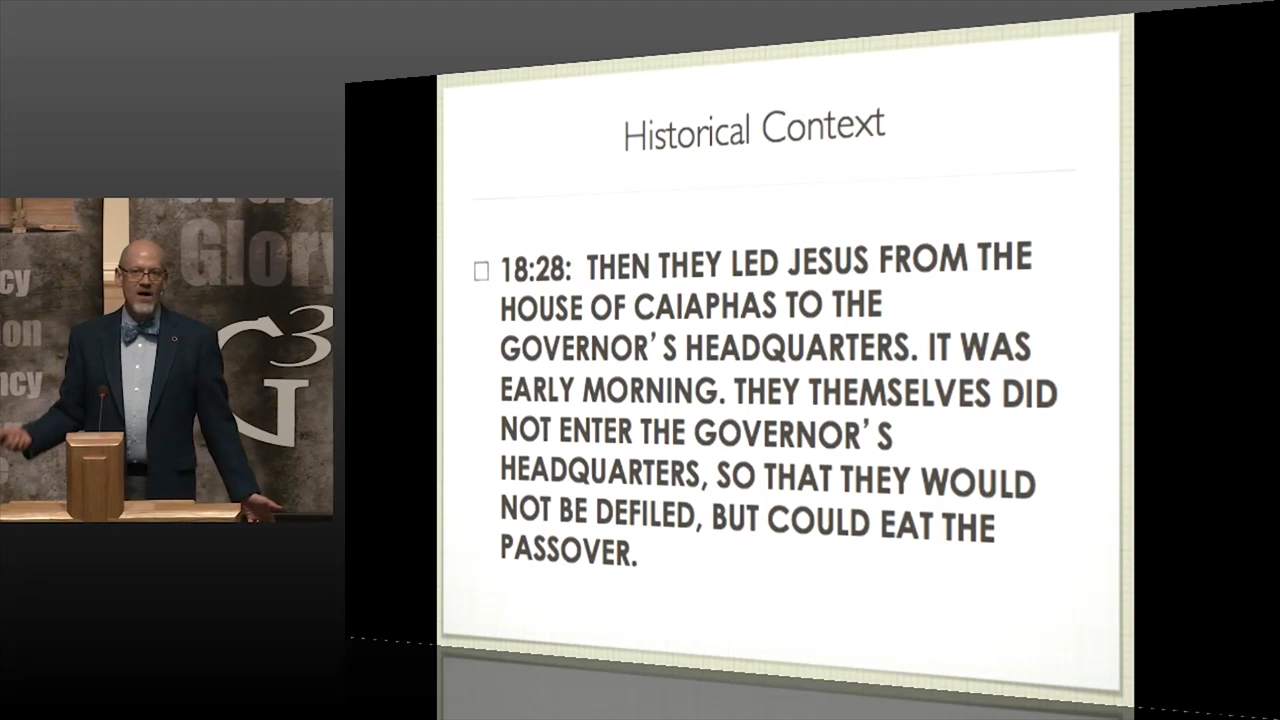 Historical Context
18:28: THEN THEY LED JESUS FROM THE
HOUSE OF CAIAPHAS TO THE
GOVERNOR’S HEADQUARTERS. IT WAS
EARLY MORNING. THEY THEMSELVES DID
NOT ENTER THE GOVERNOR’S
HEADQUARTERS, SO THAT THEY WOULD
NOT BE DEFILED, BUT COULD EAT THE
PASSOVER.
Glory
G3